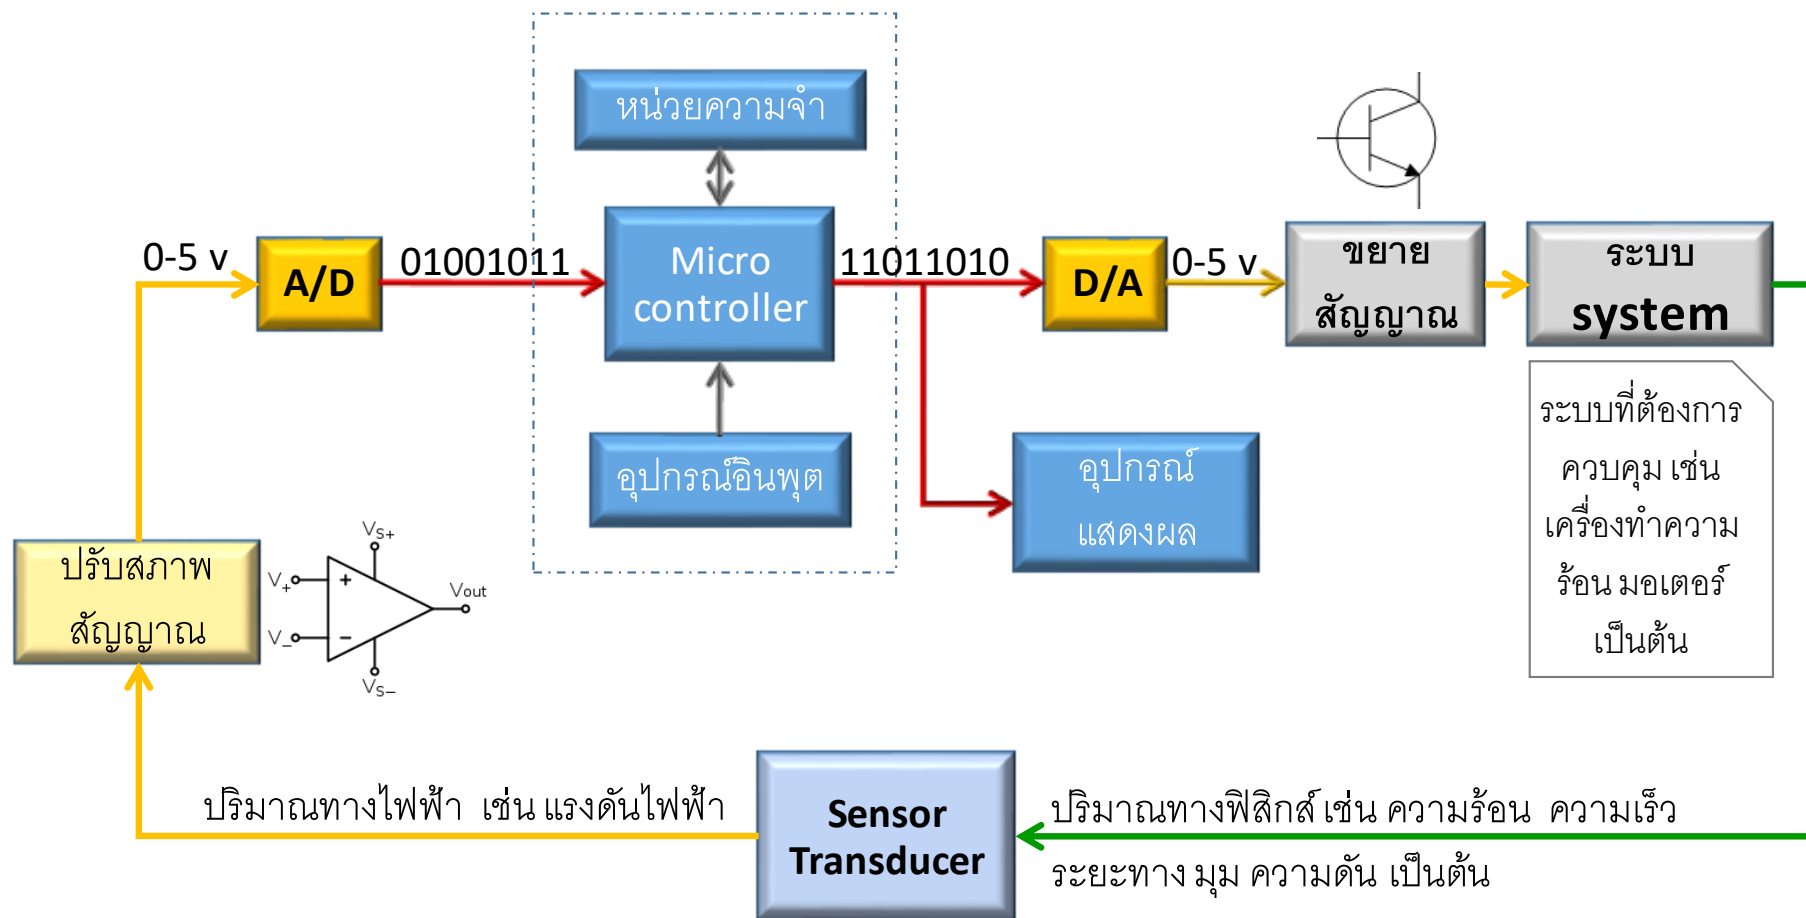 หน่วยความจำ
0-5 v
A/D
01001011
Micro
controller
11011010
D/A
0-5 v
ขยาย
สัญญาณ
ระบบ
system
ระบบที่ต้องการ
ควบคุม เช่น
เครื่องทำความ
ร้อน มอเตอร์
เป็นต้น
อุปกรณ์อินพุต
อุปกรณ์
แสดงผล
ปรับสภาพ
สัญญาณ
VS+
V+
+
Vout
V−
−
VS−
ปริมาณทางไฟฟ้า เช่น แรงดันไฟฟ้า
Sensor
Transducer
ปริมาณทางฟิสิกส์ เช่น ความร้อน ความเร็ว
ระยะทาง มุม ความดัน เป็นต้น